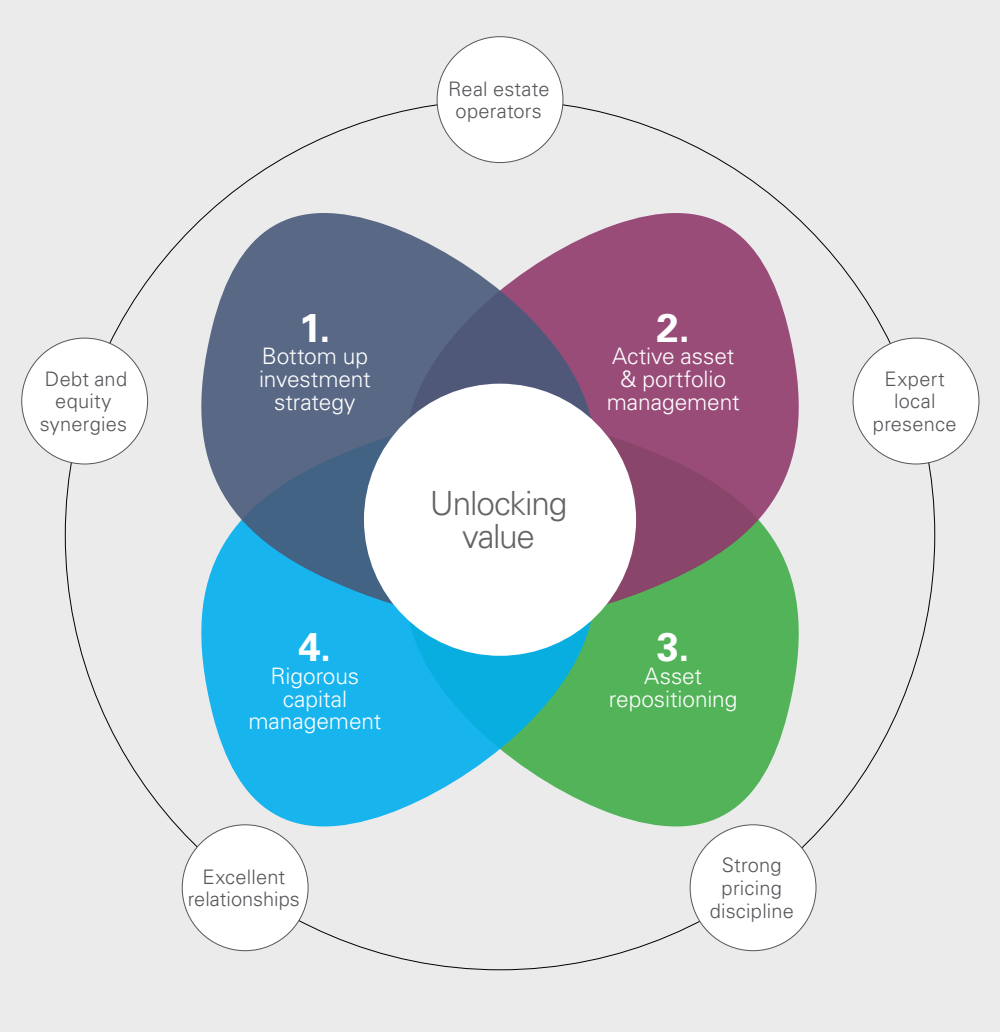 Real estate
operators
1.
Bottom up
investment
strategy
2.
Active asset
& portfolio
management
Debt and
equity
synergies
Expert
local
presence
Unlocking
value
4.
Rigorous
capital
management
3.
Asset
repositioning
Excellent
relationships
Strong
pricing
discipline